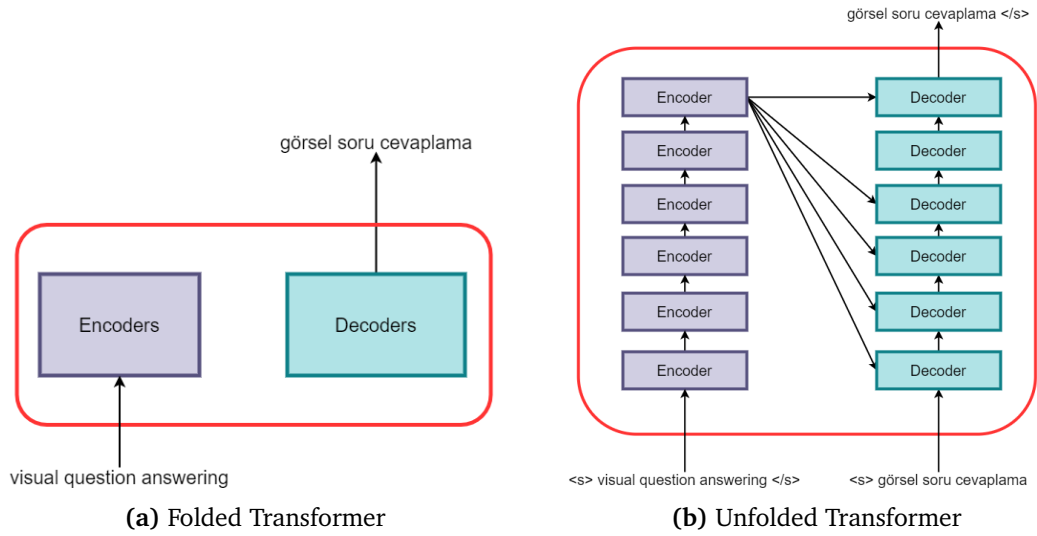 görsel soru cevaplama
Encoders
Decoders
visual question answering
(a) Folded Transformer
görsel soru cevaplama </s>
Encoder
Decoder
Encoder
Decoder
Encoder
Decoder
Encoder
Decoder
Encoder
Decoder
Encoder
Decoder
<s> visual question answering </s>
<s> görsel soru cevaplama
(b) Unfolded Transformer